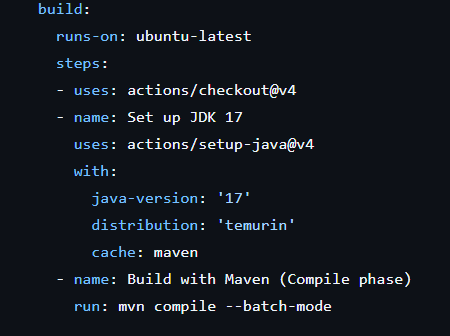 build:
runs-on: ubuntu-latest
steps:
- uses: actions/checkout@v4
- name: Set up JDK 17
uses: actions/setup-java@v4
with:
java-version: '17'
distribution: 'temurin'
cache: maven
- name: Build with Maven (Compile phase)
run: mvn compile --batch-mode